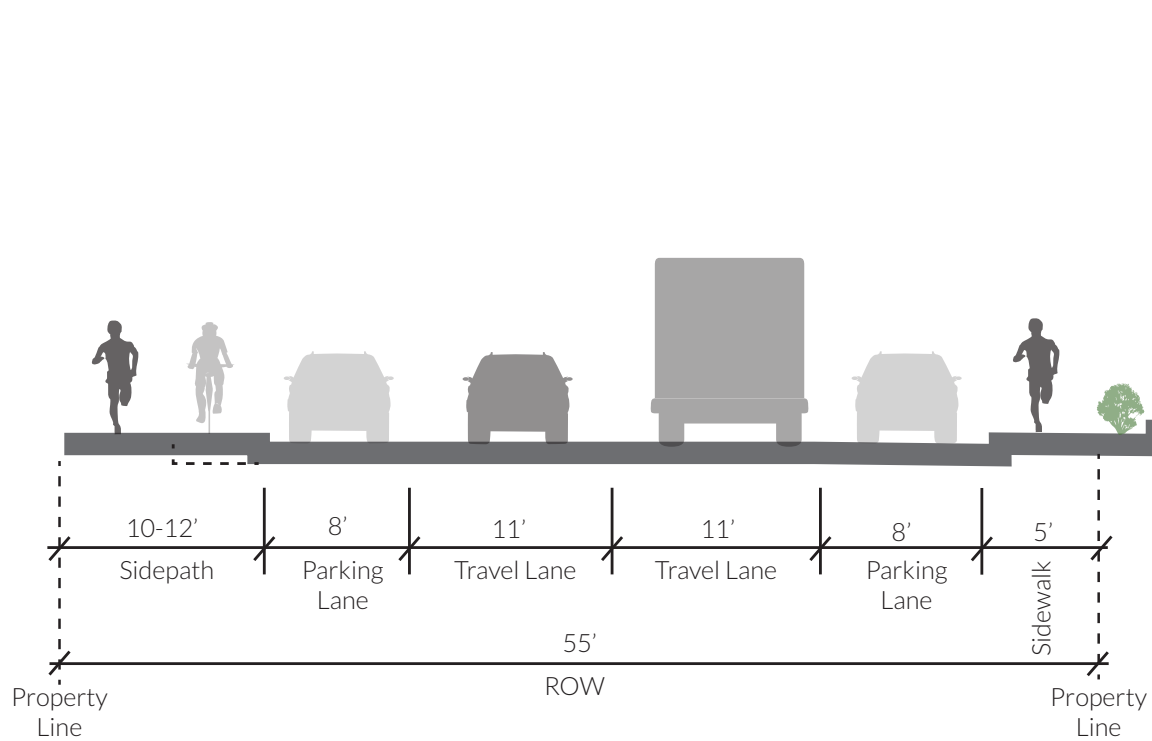 10-12’
8’
11’
11’
8’
5’
Sidepath
Parking
Lane
Travel Lane
Travel Lane
Parking
Lane
Sidewalk
55’
ROW
Property
Line
Property
Line